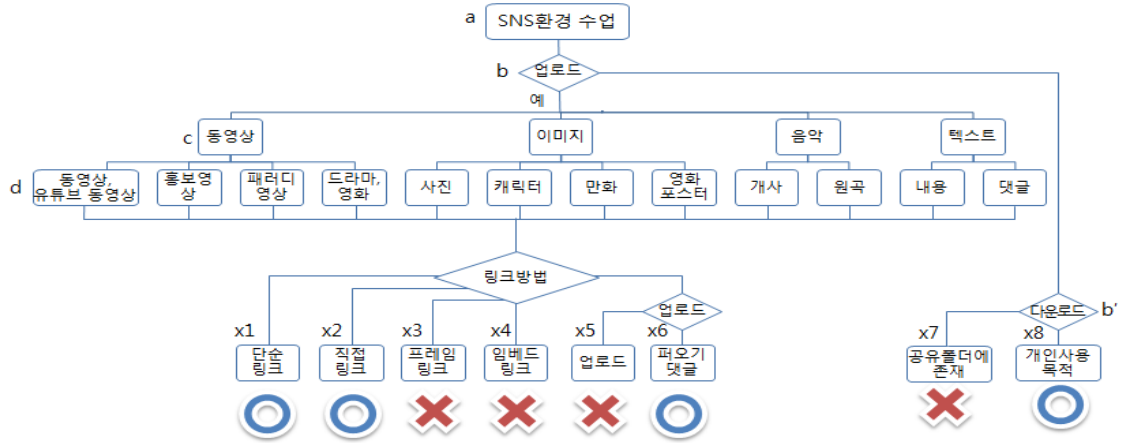 a
SNS환경 수업
b
업로드
예
c
동영상
이미지
음악
텍스트
d
동영상,
유튜브 동영상
홍보영
상
패러디
영상
드라마,
영화
사진
캐릭터
만화
영화
포스터
개사
원곡
내용
댓글
링크방법
업로드
다운로드
b’
x1
x2
x3
x4
x5
x6
x7
x8
단순
링크
직접
링크
프레임
링크
임베드
링크
업로드
퍼오기
댓글
공유폴더에
존재
개인사용
목적